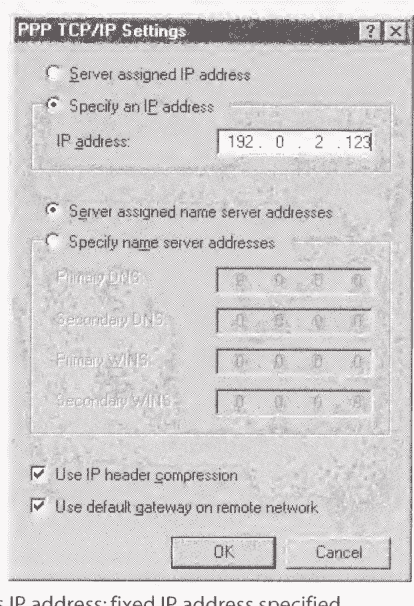 PPP TCP/IP Settings ? ×
Server assigned IP address
Specify an IP address
IP address: 192 . 0 . 2 .123
Server assigned name server addresses
Specify name server addresses
Primary DNS: 0 . 0 . 0 . 0
Secondary DNS: 0 . 0 . 0 . 0
Primary WINS: 0 . 0 . 0 . 0
Secondary WINS: 0 . 0 . 0 . 0
Use IP header compression
Use default gateway on remote network
OK Cancel
IP address: fixed IP address specified